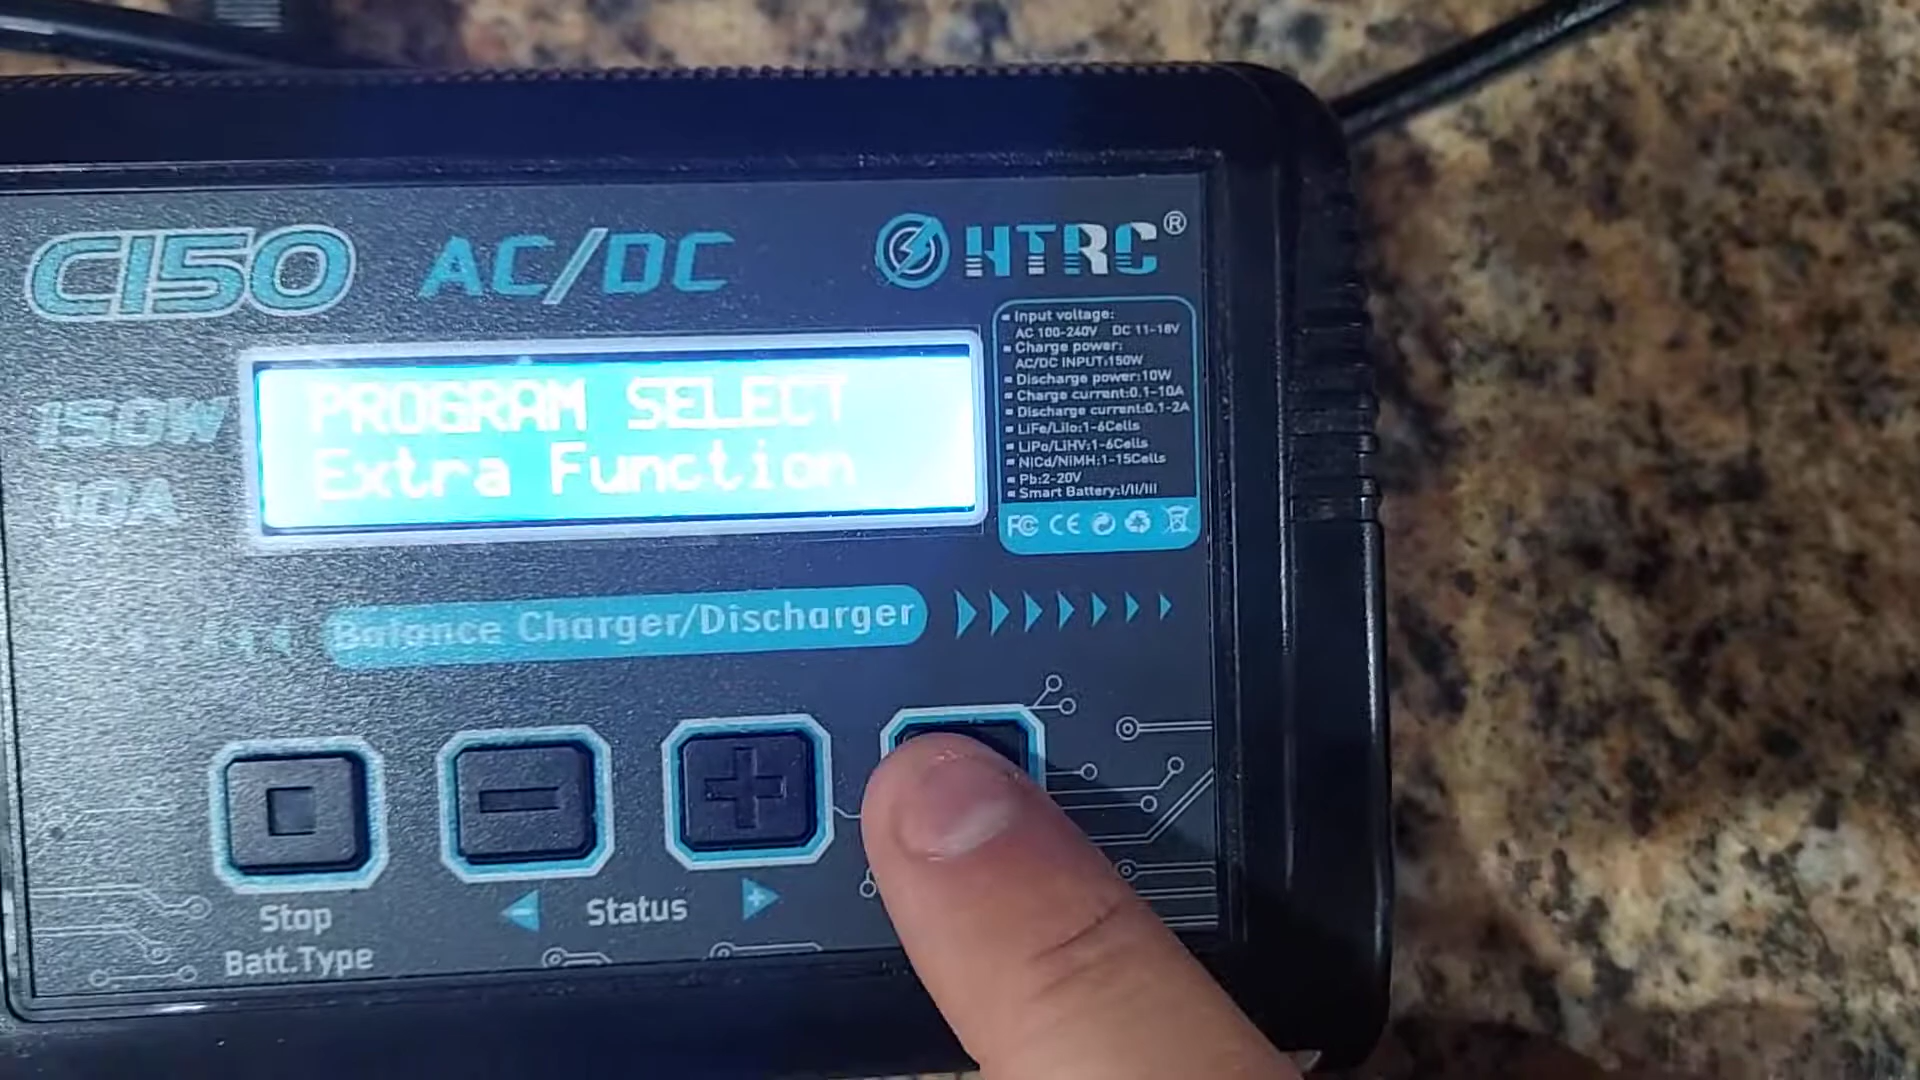 C150 AC/DC HTRC®
150W
10A
PROGRAM SELECT
Extra Function
Input voltage:
AC 100-240V DC 11-18V
Charge power:
AC/DC INPUT:150W
Discharge power:10W
Charge current:0.1-10A
Discharge current:0.1-2A
LiFe/LiIo:1-6Cells
LiPo/LiHV:1-6Cells
NiCd/NiMH:1-15Cells
Pb:2-20V
Smart Battery:I/II/III
FC CE
Balance Charger/Discharger
Stop
Batt.Type
Status